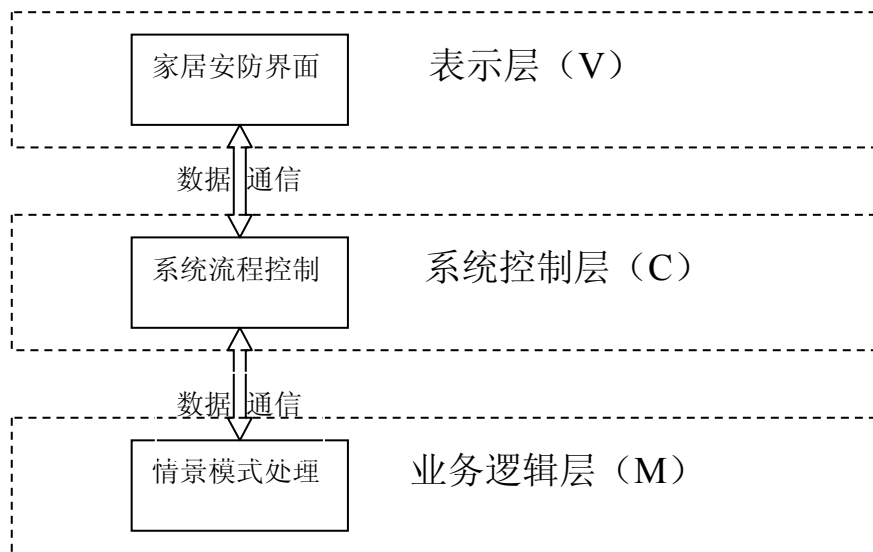 家居安防界面
表示层（V）
数据 通信
系统流程控制
系统控制层（C）
数据 通信
情景模式处理
业务逻辑层（M）